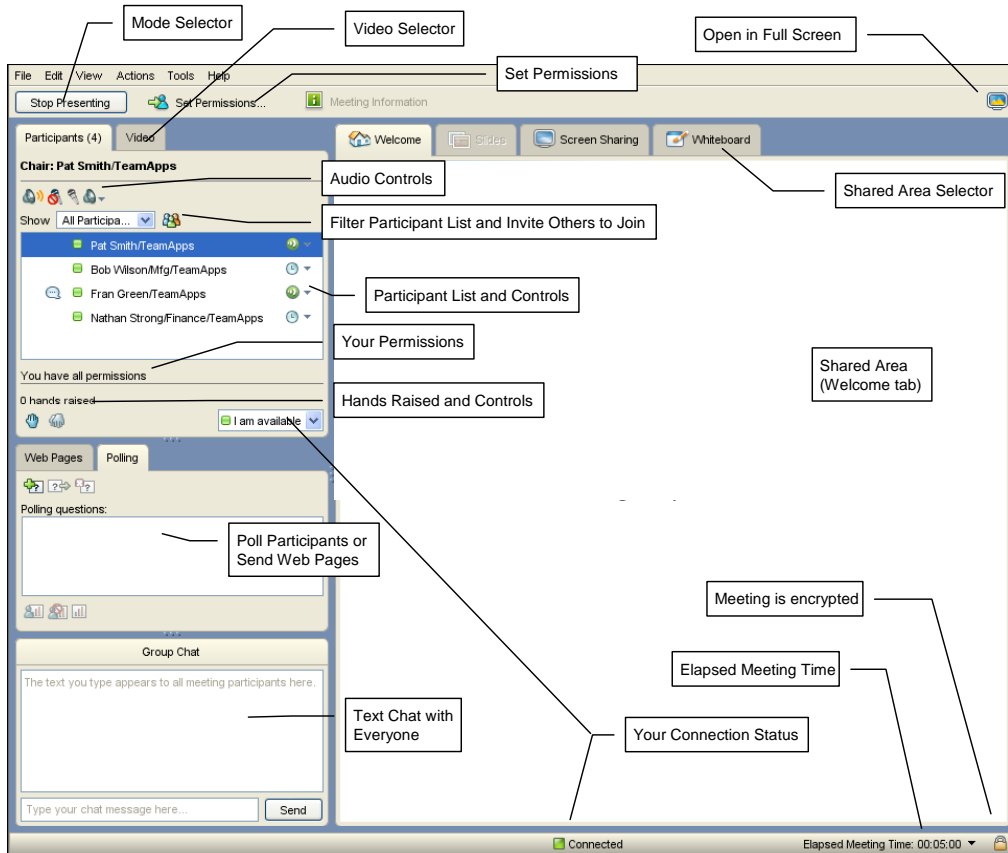 Mode Selector
Video Selector
Open in Full Screen
File Edit View Actions Tools Help
Set Permissions
Stop Presenting
Set Permissions...
Meeting Information
Participants (4)
Video
Welcome
Slides
Screen Sharing
Whiteboard
Chair: Pat Smith/TeamApps
Audio Controls
Shared Area Selector
Show
All Participa...
Filter Participant List and Invite Others to Join
Pat Smith/TeamApps
Bob Wilson/Mfg/TeamApps
Fran Green/TeamApps
Participant List and Controls
Nathan Strong/Finance/TeamApps
Your Permissions
Shared Area
(Welcome tab)
You have all permissions
0 hands raised
Hands Raised and Controls
I am available
Web Pages
Polling
Polling questions:
Poll Participants or
Send Web Pages
Meeting is encrypted
Group Chat
Elapsed Meeting Time
The text you type appears to all meeting participants here.
Text Chat with
Everyone
Your Connection Status
Type your chat message here...
Send
Connected
Elapsed Meeting Time: 00:05:00